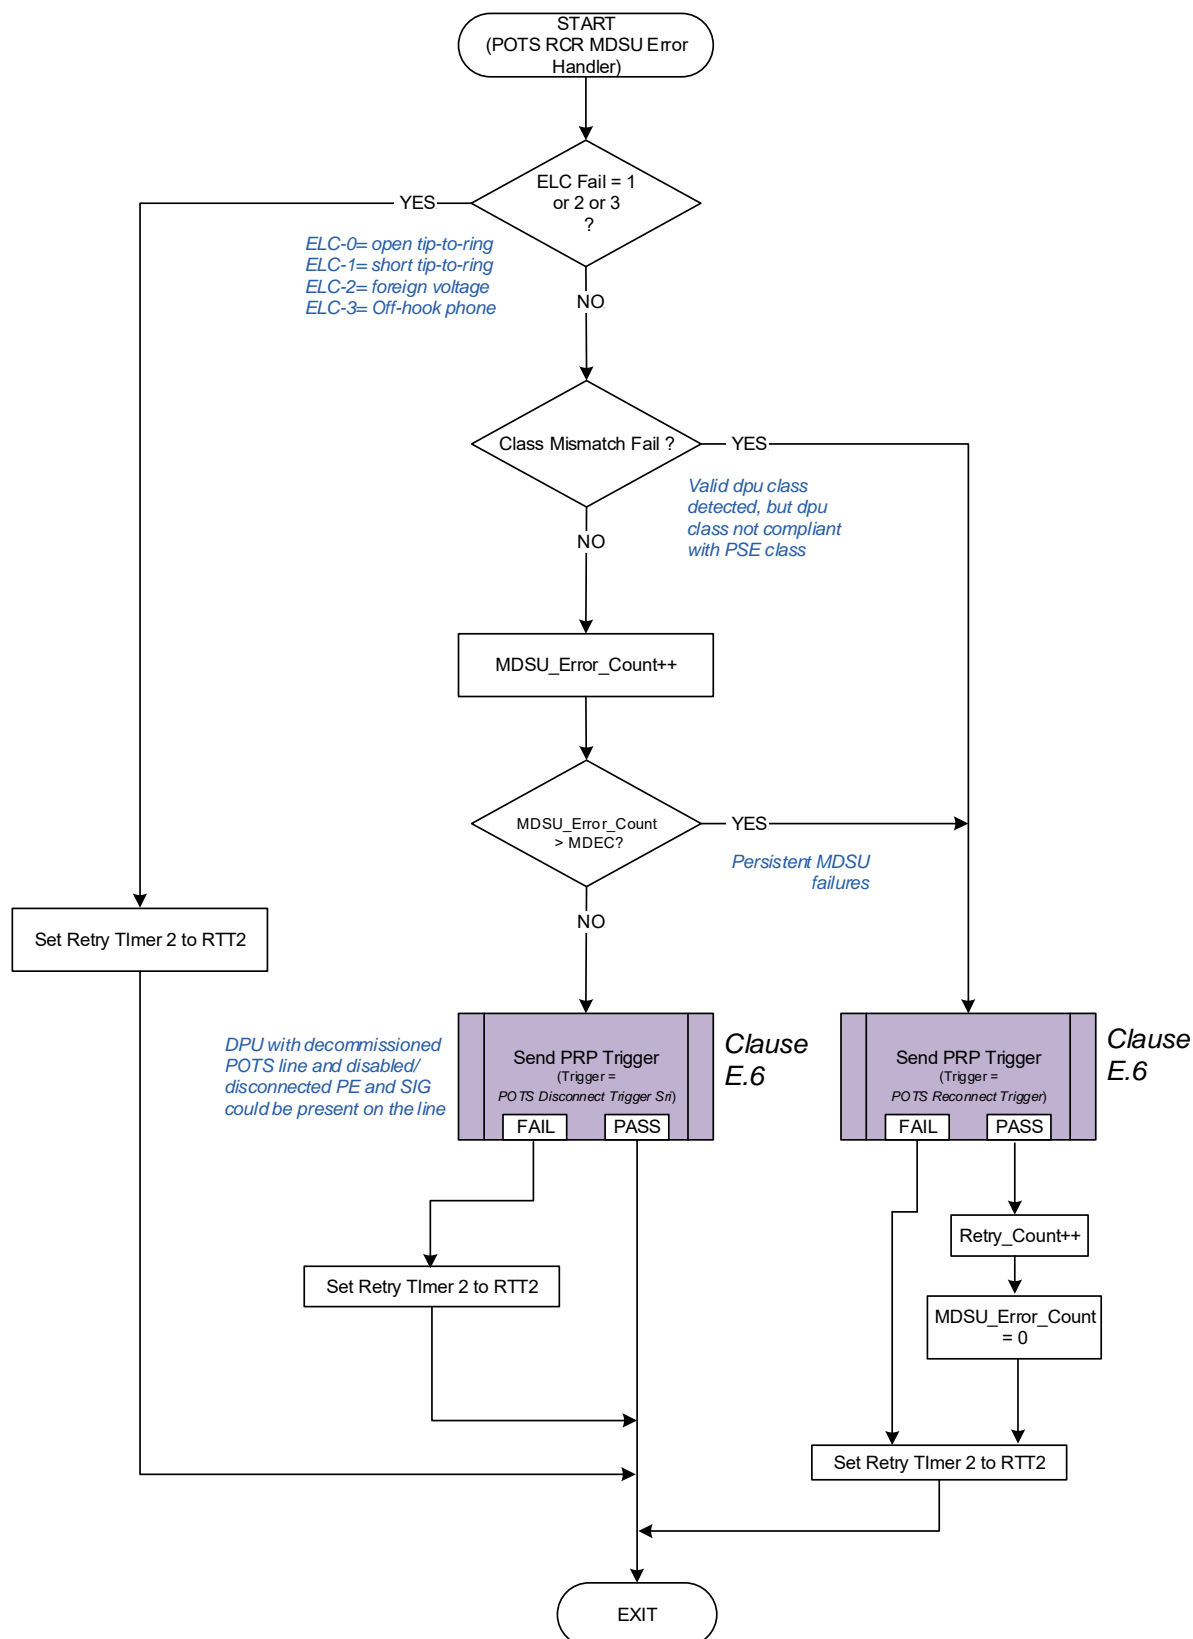 START
(POTS RCR MDSU Error
Handler)
ELC Fail = 1
or 2 or 3
?
YES
ELC-0= open tip-to-ring
ELC-1= short tip-to-ring
ELC-2= foreign voltage
ELC-3= Off-hook phone
NO
Class Mismatch Fail ?
YES
Valid dpu class
detected, but dpu
class not compliant
with PSE class
NO
MDSU_Error_Count++
MDSU_Error_Count
> MDEC?
YES
Persistent MDSU
failures
NO
Set Retry TImer 2 to RTT2
DPU with decommissioned
POTS line and disabled/
disconnected PE and SIG
could be present on the line
Send PRP Trigger
(Trigger =
POTS Disconnect Trigger Sri)
FAIL
PASS
Clause
E.6
Send PRP Trigger
(Trigger =
POTS Reconnect Trigger)
FAIL
PASS
Clause
E.6
Retry_Count++
Set Retry TImer 2 to RTT2
MDSU_Error_Count
= 0
Set Retry TImer 2 to RTT2
EXIT